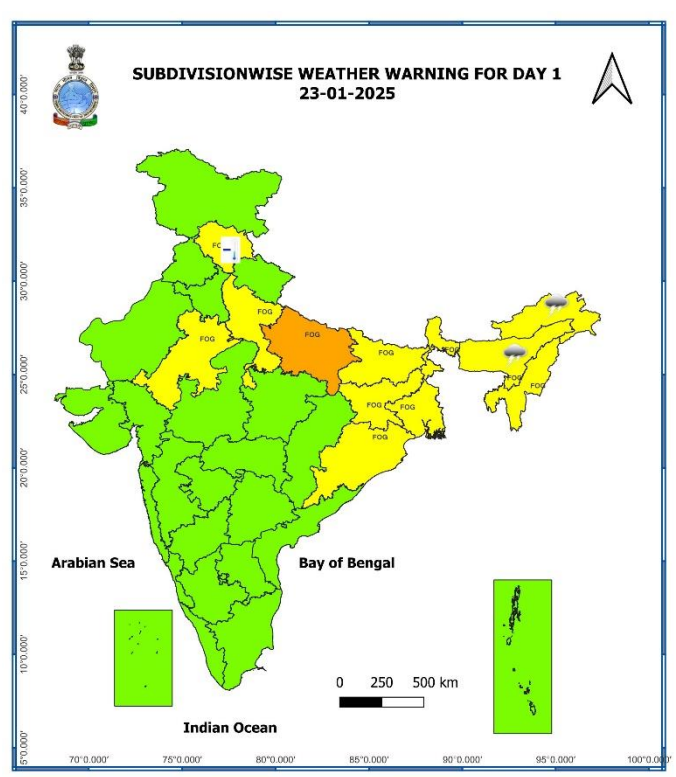 SUBDIVISIONWISE WEATHER WARNING FOR DAY 1
23-01-2025
40°0.000'
35°0.000'
30°0.000'
25°0.000'
20°0.000'
15°0.000'
10°0.000'
5°0.000'
FOG
FOG
FOG
FOG
FOG
FOG
FOG
FOG
FOG
FOG
Arabian Sea
Bay of Bengal
0 250 500 km
Indian Ocean
70°0.000' 75°0.000' 80°0.000' 85°0.000' 90°0.000' 95°0.000' 100°0.000'